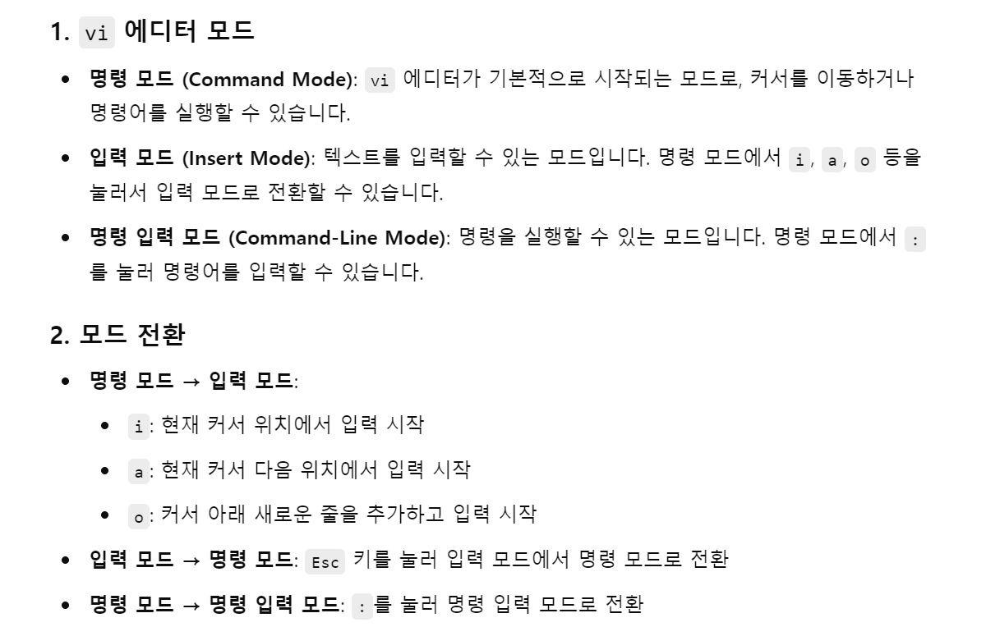 1. vi 에디터 모드
• 명령 모드 (Command Mode): vi 에디터가 기본적으로 시작되는 모드로, 커서를 이동하거나
명령어를 실행할 수 있습니다.
• 입력 모드 (Insert Mode): 텍스트를 입력할 수 있는 모드입니다. 명령 모드에서 i, a, o 등을
눌러서 입력 모드로 전환할 수 있습니다.
• 명령 입력 모드 (Command-Line Mode): 명령을 실행할 수 있는 모드입니다. 명령 모드에서 :
를 눌러 명령어를 입력할 수 있습니다.
2. 모드 전환
• 명령 모드 → 입력 모드:
• i: 현재 커서 위치에서 입력 시작
• a: 현재 커서 다음 위치에서 입력 시작
• o: 커서 아래 새로운 줄을 추가하고 입력 시작
• 입력 모드 → 명령 모드: Esc 키를 눌러 입력 모드에서 명령 모드로 전환
• 명령 모드 → 명령 입력 모드: :를 눌러 명령 입력 모드로 전환